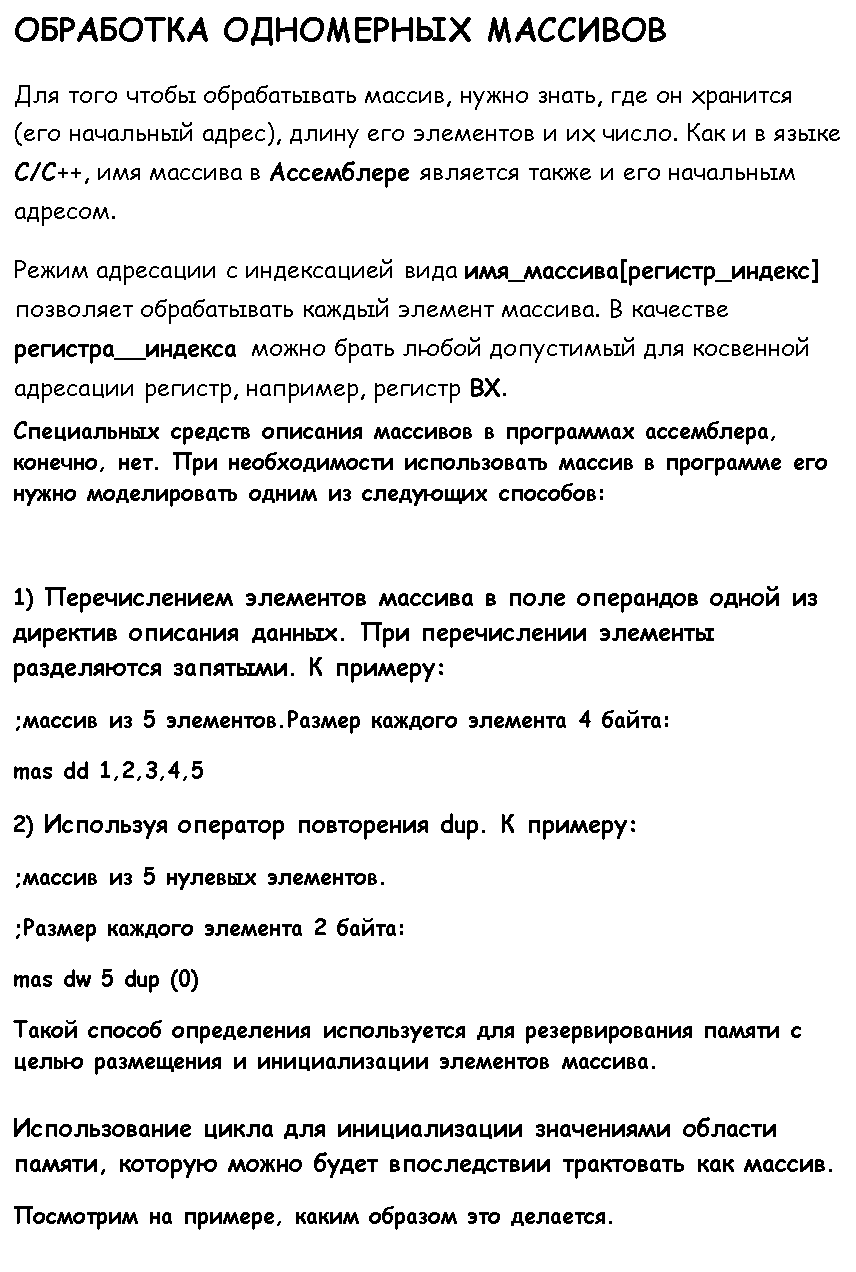 ОБРАБОТКА ОДНОМЕРНЫХ МАССИВОВ
Для того чтобы обрабатывать массив, нужно знать, где он хранится
(его начальный адрес), длину его элементов и их число. Как и в языке
C/C++, имя массива в Ассемблере является также и его начальным
адресом.
Режим адресации с индексацией вида имя_массива[регистр_индекс]
позволяет обрабатывать каждый элемент массива. В качестве
регистра__индекса можно брать любой допустимый для косвенной
адресации регистр, например, регистр BX.
Специальных средств описания массивов в программах ассемблера,
конечно, нет. При необходимости использовать массив в программе его
нужно моделировать одним из следующих способов:
1) Перечислением элементов массива в поле операндов одной из
директив описания данных. При перечислении элементы
разделяются запятыми. К примеру:
;массив из 5 элементов.Размер каждого элемента 4 байта:
mas dd 1,2,3,4,5
2) Используя оператор повторения dup. К примеру:
;массив из 5 нулевых элементов.
;Размер каждого элемента 2 байта:
mas dw 5 dup (0)
Такой способ определения используется для резервирования памяти с
целью размещения и инициализации элементов массива.
Использование цикла для инициализации значениями области
памяти, которую можно будет впоследствии трактовать как массив.
Посмотрим на примере, каким образом это делается.